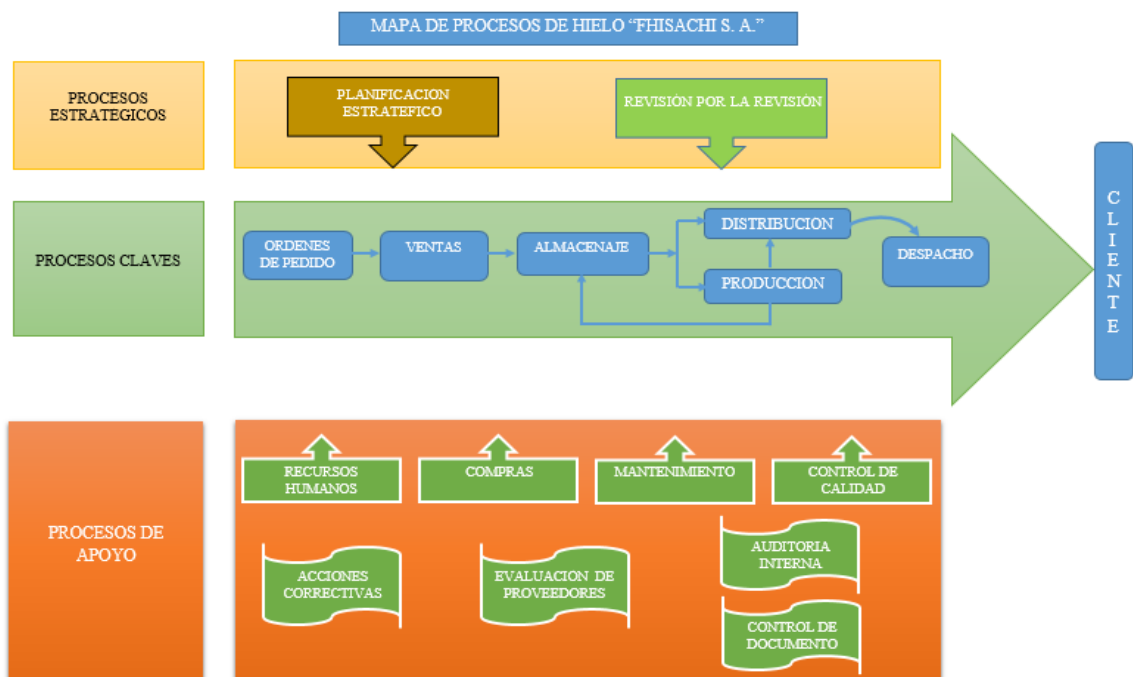 MAPA DE PROCESOS DE HIELO “FHISACHI S. A.”
PROCESOS
ESTRATEGICOS
PLANIFICACION
ESTRATEFICO
REVISIÓN POR LA REVISIÓN
PROCESOS CLAVES
ORDENES
DE PEDIDO
VENTAS
ALMACENAJE
DISTRIBUCION
PRODUCCION
DESPACHO
CLIENTE
PROCESOS DE
APOYO
RECURSOS
HUMANOS
COMPRAS
MANTENIMIENTO
CONTROL DE
CALIDAD
ACCIONES
CORRECTIVAS
EVALUACION DE
PROVEEDORES
AUDITORIA
INTERNA
CONTROL DE
DOCUMENTO